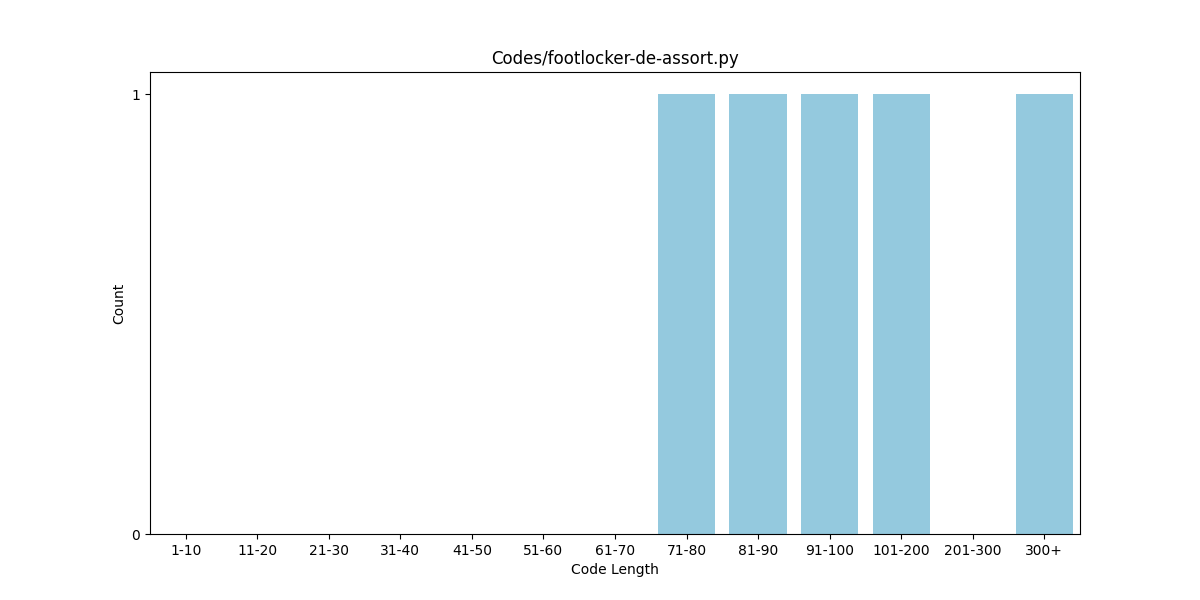 Codes/footlocker-de-assort.py
1
Count
0
1-10 11-20 21-30 31-40 41-50 51-60 61-70 71-80 81-90 91-100 101-200 201-300 300+
Code Length